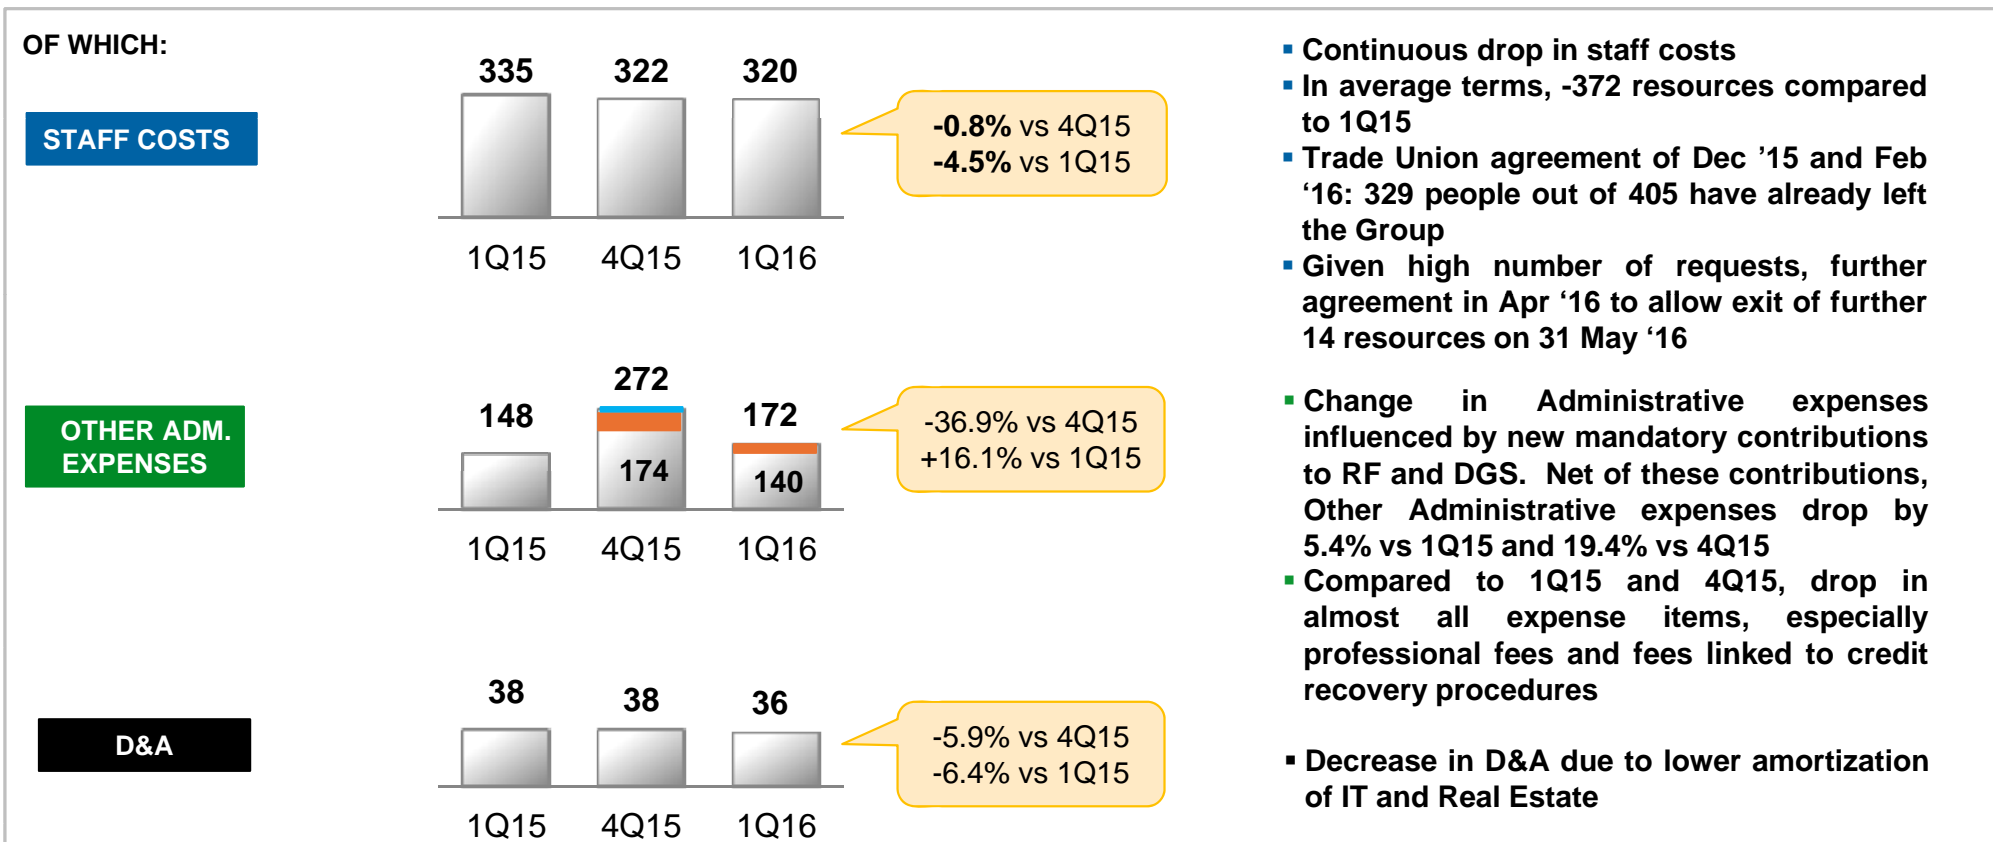 OF WHICH:
STAFF COSTS
335 322 320
1Q15 4Q15 1Q16
-0.8% vs 4Q15
-4.5% vs 1Q15
▪ Continuous drop in staff costs
▪ In average terms, -372 resources compared
to 1Q15
▪ Trade Union agreement of Dec ’15 and Feb
‘16: 329 people out of 405 have already left
the Group
▪ Given high number of requests, further
agreement in Apr ‘16 to allow exit of further
14 resources on 31 May ‘16
OTHER ADM.
EXPENSES
148 272 172
174 140
1Q15 4Q15 1Q16
-36.9% vs 4Q15
+16.1% vs 1Q15
▪ Change in Administrative expenses
influenced by new mandatory contributions
to RF and DGS. Net of these contributions,
Other Administrative expenses drop by
5.4% vs 1Q15 and 19.4% vs 4Q15
▪ Compared to 1Q15 and 4Q15, drop in
almost all expense items, especially
professional fees and fees linked to credit
recovery procedures
D&A
38 38 36
1Q15 4Q15 1Q16
-5.9% vs 4Q15
-6.4% vs 1Q15
▪ Decrease in D&A due to lower amortization
of IT and Real Estate